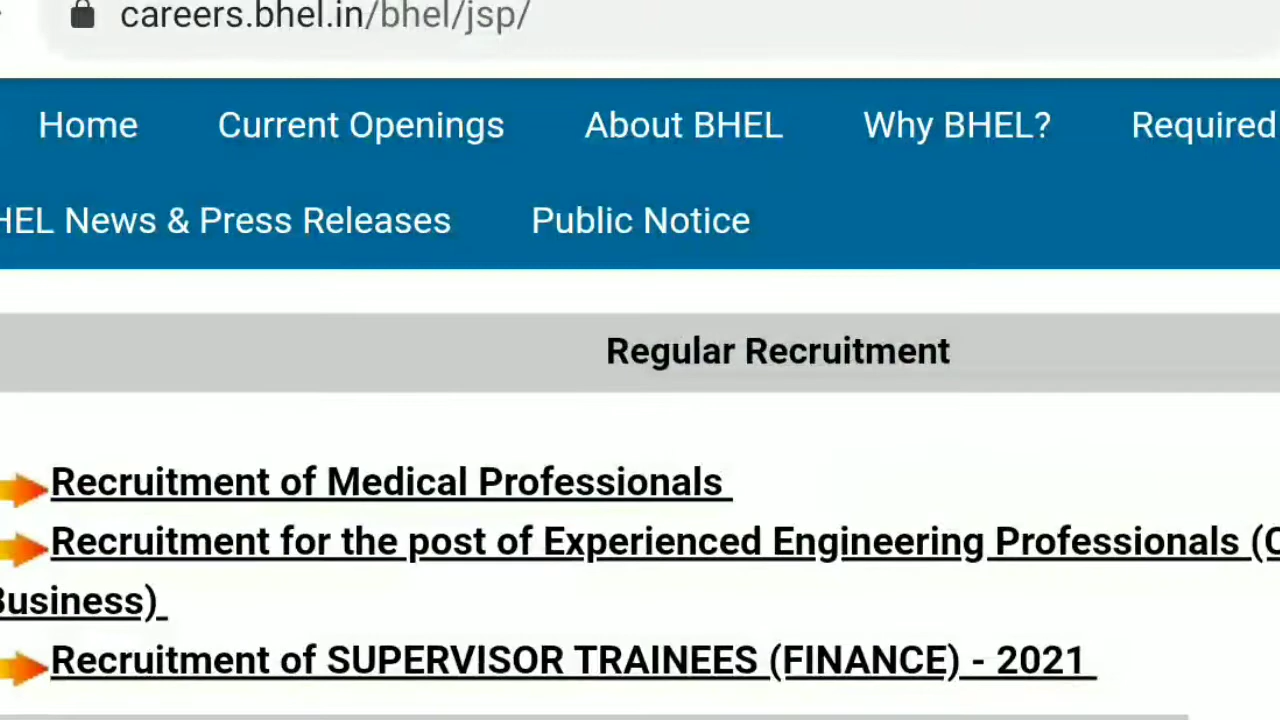 careers.bhel.in/bhel/jsp/
Home Current Openings About BHEL Why BHEL? Required
HEL News & Press Releases Public Notice
Regular Recruitment
Recruitment of Medical Professionals
Recruitment for the post of Experienced Engineering Professionals (C
Business)
Recruitment of SUPERVISOR TRAINEES (FINANCE) - 2021